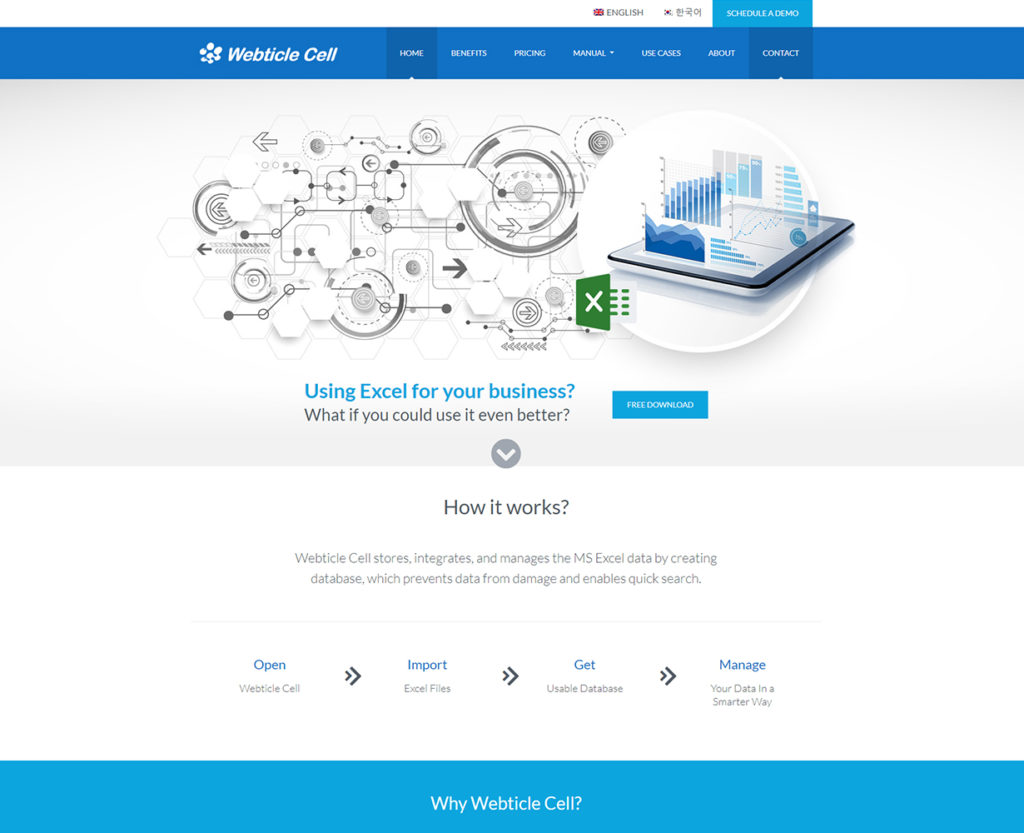 ENGLISH
한국어
SCHEDULE A DEMO
Webticle Cell
HOME
BENEFITS
PRICING
MANUAL
USE CASES
ABOUT
CONTACT
X
Using Excel for your business?
What if you could use it even better?
FREE DOWNLOAD
How it works?
Webticle Cell stores, integrates, and manages the MS Excel data by creating
database, which prevents data from damage and enables quick search.
Open
Webticle Cell
Import
Excel Files
Get
Usable Database
Manage
Your Data In a
Smarter Way
Why Webticle Cell?